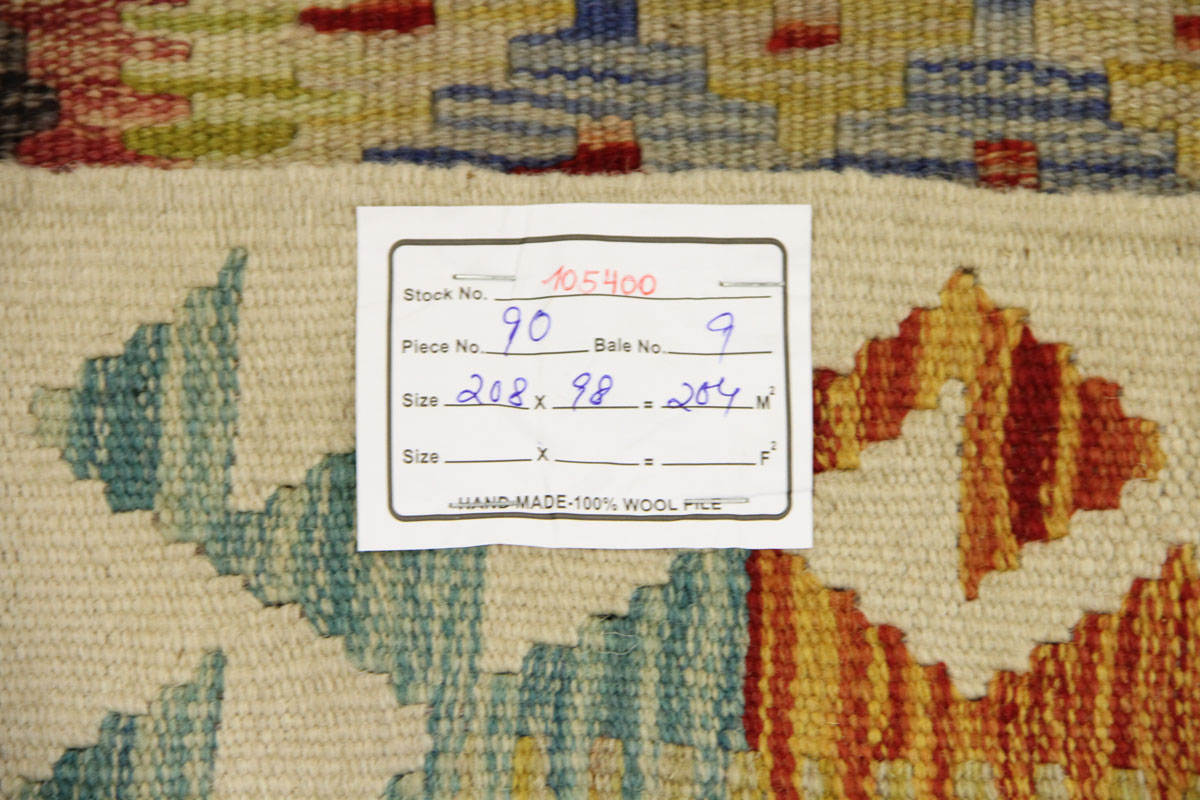 Stock No. 105400
Piece No. 90 Bale No. 9
Size 208 X 98 = 204 M²
Size X = F²
HAND MADE-100% WOOL PILE